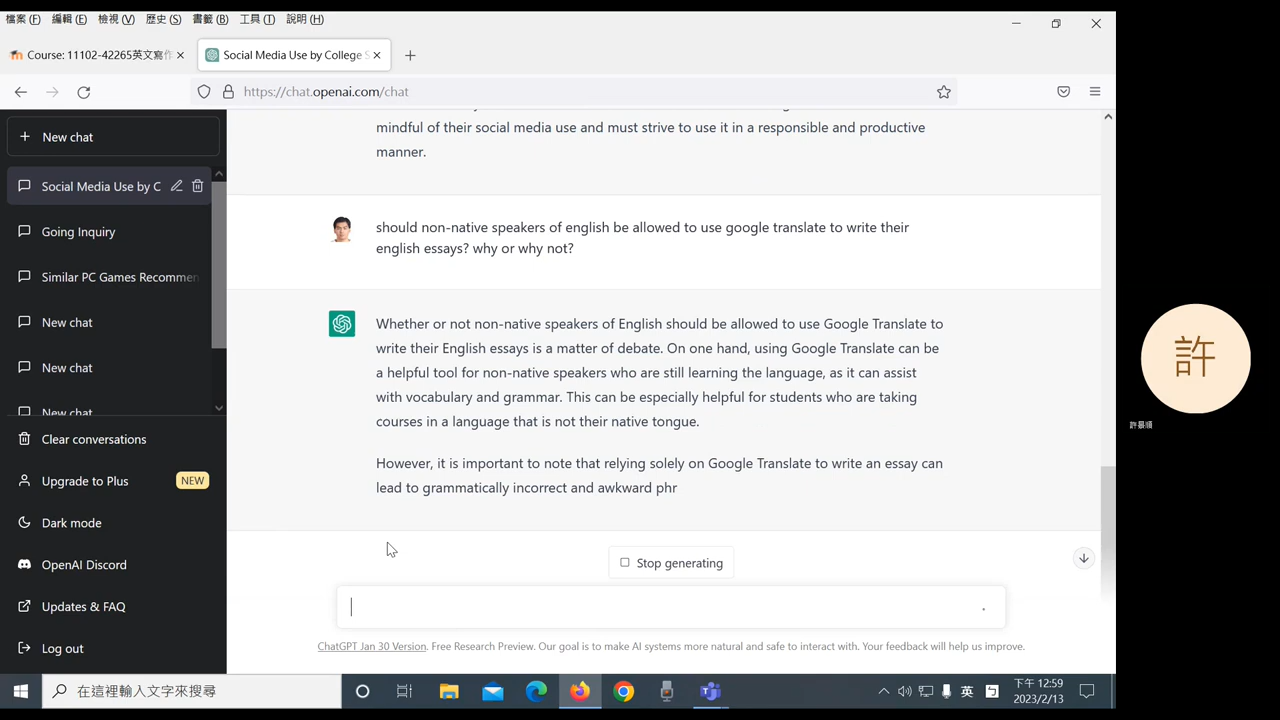 檔案 (F) 編輯 (E) 檢視 (V) 歷史 (S) 書籤 (B) 工具 (T) 說明 (H)
Course: 11102-42265英文寫作
Social Media Use by College S
https://chat.openai.com/chat
New chat
Social Media Use by C
Going Inquiry
Similar PC Games Recommen
New chat
New chat
New chat
Clear conversations
Upgrade to Plus NEW
Dark mode
OpenAI Discord
Updates & FAQ
Log out
mindful of their social media use and must strive to use it in a responsible and productive
manner.
should non-native speakers of english be allowed to use google translate to write their
english essays? why or why not?
Whether or not non-native speakers of English should be allowed to use Google Translate to
write their English essays is a matter of debate. On one hand, using Google Translate can be
a helpful tool for non-native speakers who are still learning the language, as it can assist
with vocabulary and grammar. This can be especially helpful for students who are taking
courses in a language that is not their native tongue.
However, it is important to note that relying solely on Google Translate to write an essay can
lead to grammatically incorrect and awkward phr
Stop generating
ChatGPT Jan 30 Version. Free Research Preview. Our goal is to make AI systems more natural and safe to interact with. Your feedback will help us improve.
在這裡輸入文字來搜尋
英
下午 12:59
2023/2/13
許
許景順